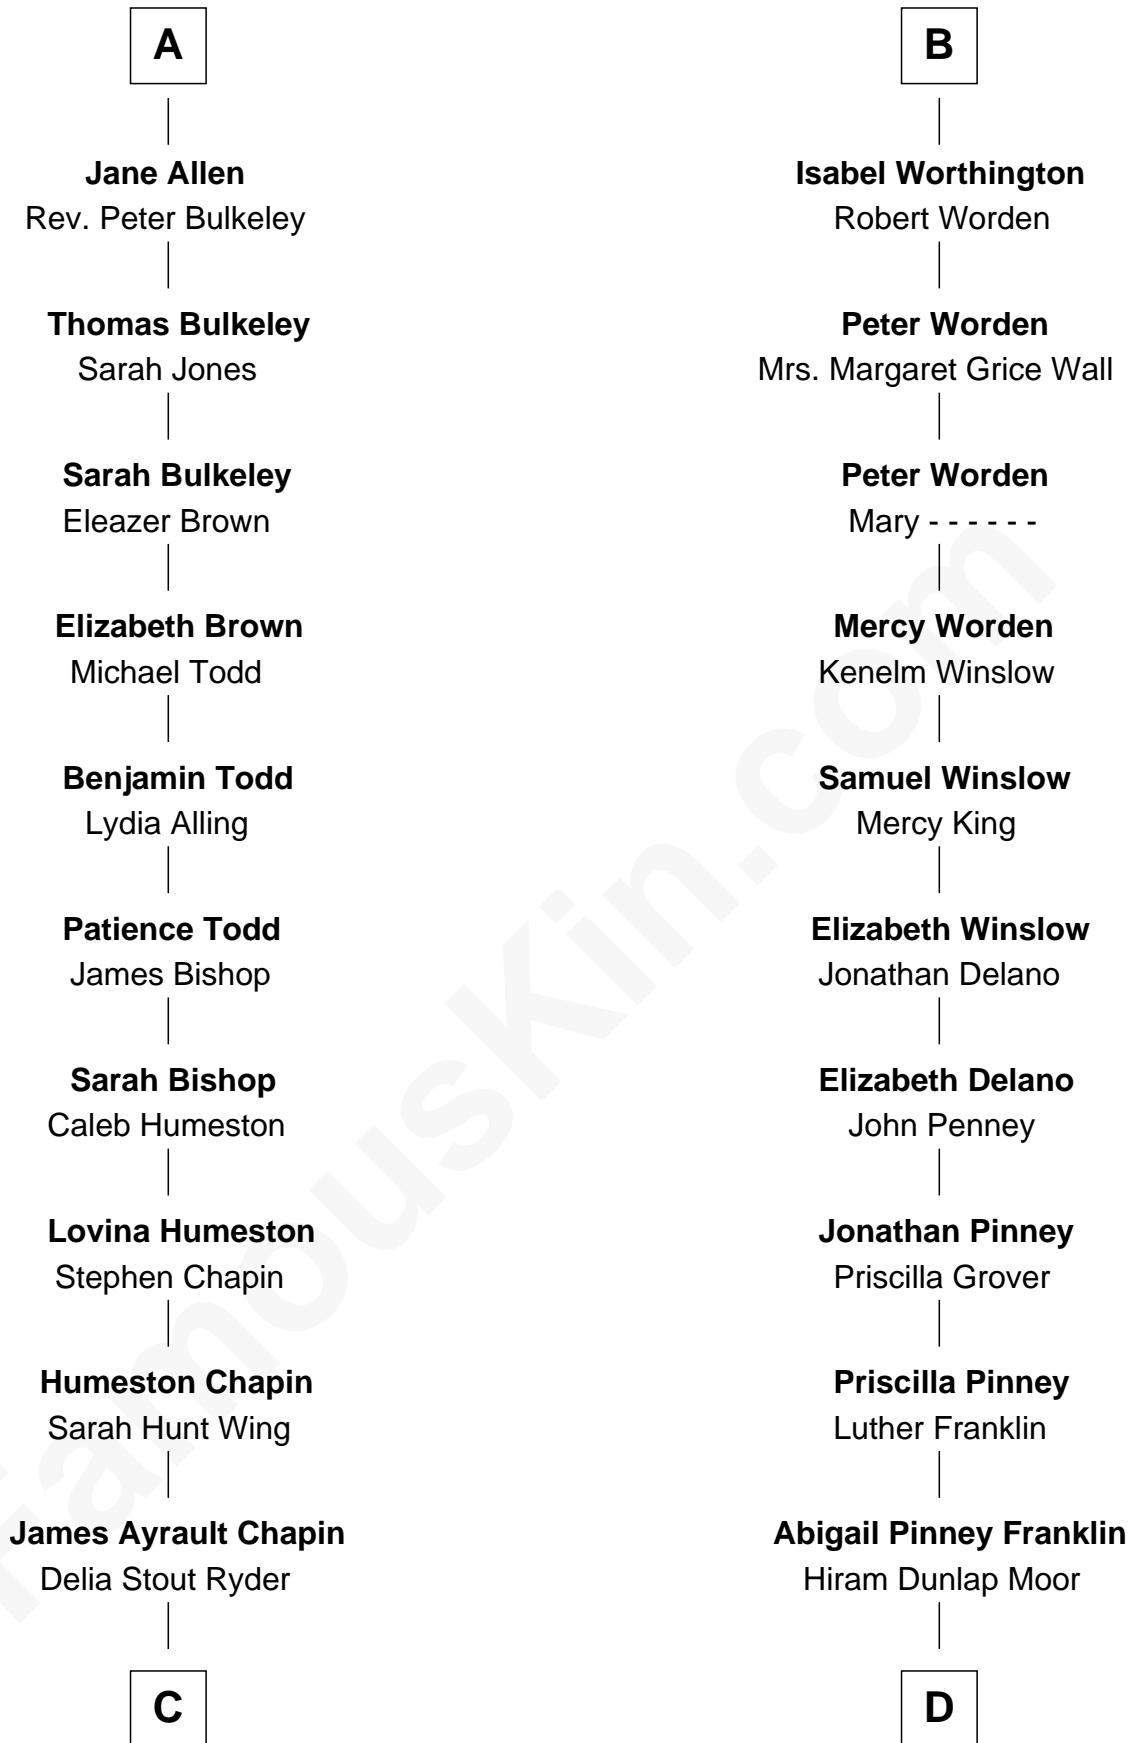 A
Jane Allen
Rev. Peter Bulkeley
Thomas Bulkeley
Sarah Jones
Sarah Bulkeley
Eleazer Brown
Elizabeth Brown
Michael Todd
Benjamin Todd
Lydia Alling
Patience Todd
James Bishop
Sarah Bishop
Caleb Humeston
Lovina Humeston
Stephen Chapin
Humeston Chapin
Sarah Hunt Wing
James Ayrault Chapin
Delia Stout Ryder
C
B
Isabel Worthington
Robert Worden
Peter Worden
Mrs. Margaret Grice Wall
Peter Worden
Mary - - - - - -
Mercy Worden
Kenelm Winslow
Samuel Winslow
Mercy King
Elizabeth Winslow
Jonathan Delano
Elizabeth Delano
John Penney
Jonathan Pinney
Priscilla Grover
Priscilla Pinney
Luther Franklin
Abigail Pinney Franklin
Hiram Dunlap Moor
D
FamousKin.com